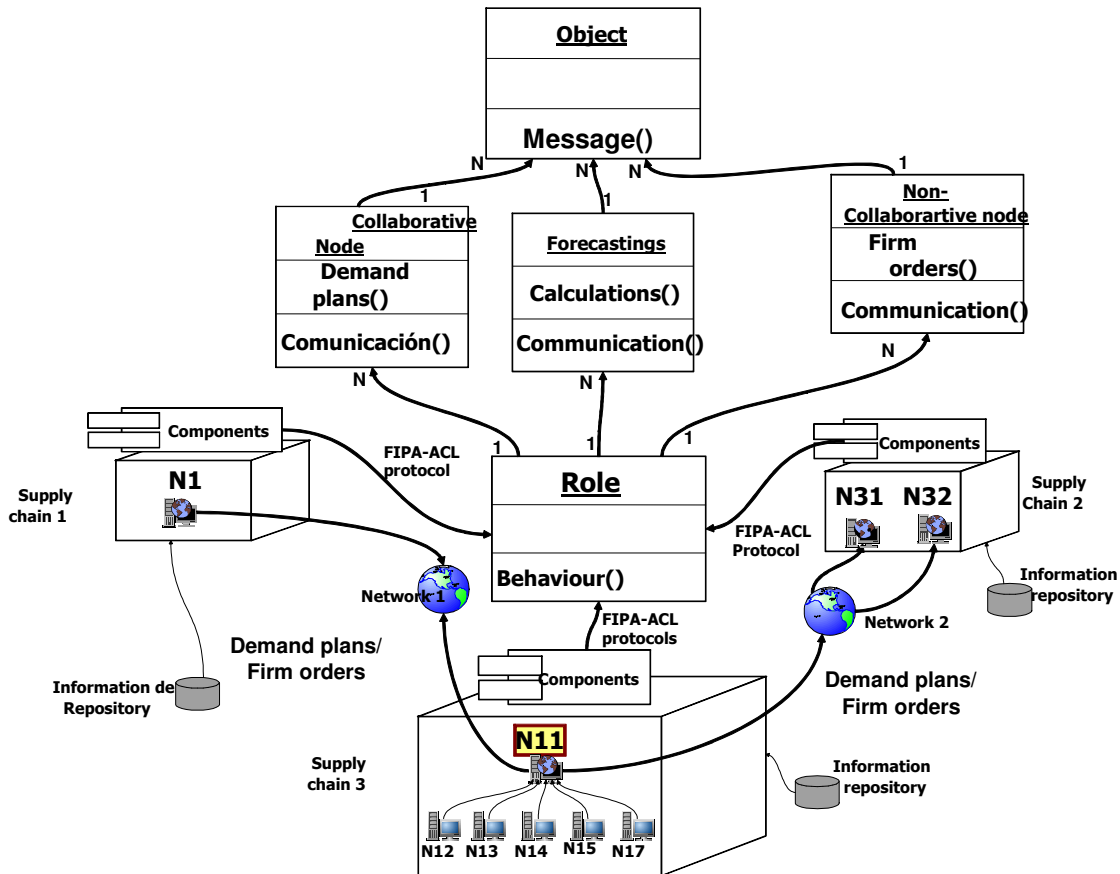 Object
Message()
N
N
N
1
1
1
Collaborative
Node
Demand
plans()
Comunicación()
Forecastings
Calculations()
Communication()
Non-
Collaborartive node
Firm
orders()
Communication()
N
N
N
1
1
1
Components
FIPA-ACL
protocol
N1
Supply
chain 1
Role
Behaviour()
Components
N31
N32
Supply
Chain 2
FIPA-ACL
Protocol
Information
repository
Network 1
Network 2
FIPA-ACL
protocols
Demand plans/
Firm orders
Information de
Repository
Components
Demand plans/
Firm orders
N11
Supply
chain 3
Information
repository
N12
N13
N14
N15
N17